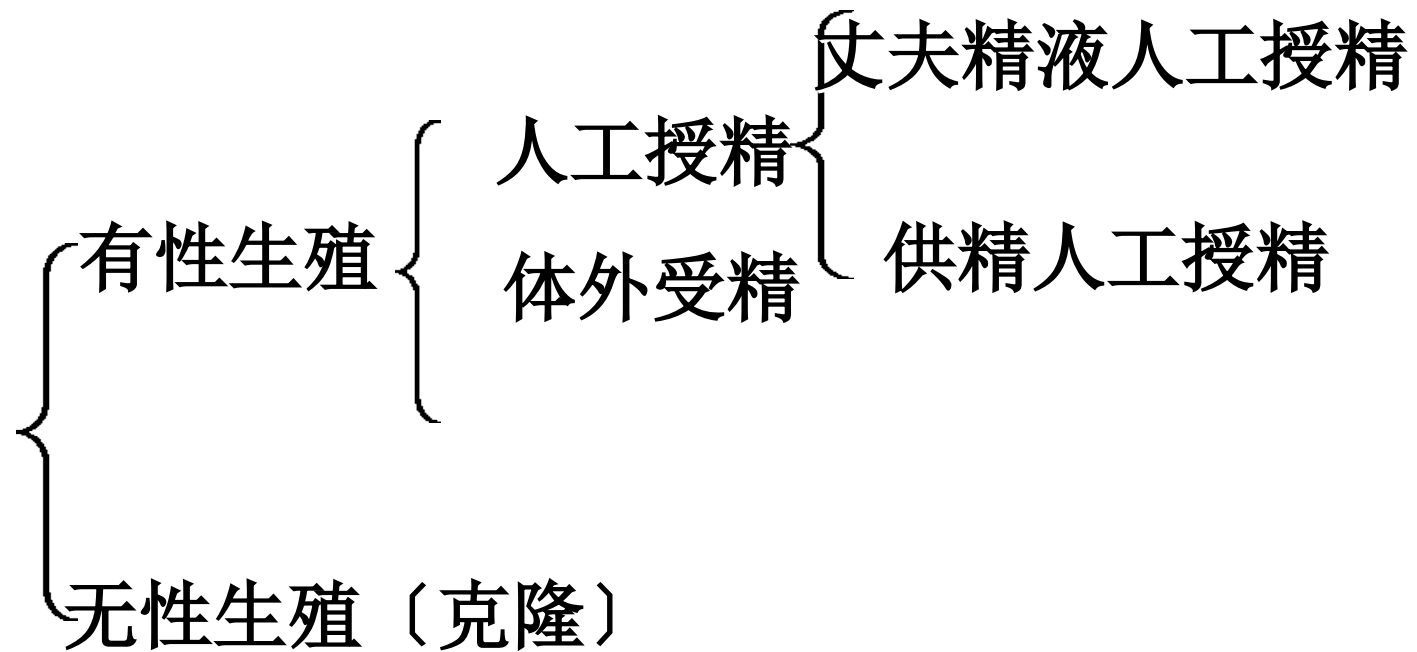 丈夫精液人工授精
人工授精
有性生殖
供精人工授精
体外受精
无性生殖〔克隆〕